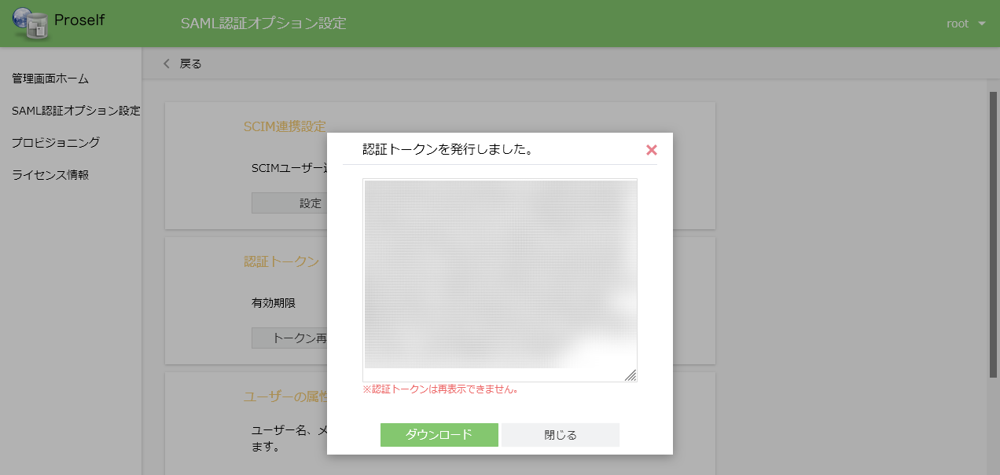 Proself
SAML認証オプション設定
root
戻る
管理画面ホーム
SAML認証オプション設定
プロビジョニング
ライセンス情報
SCIM連携設定
SCIMユーザー
設定
認証トークン
有効期限
トークン再
ユーザーの属性
ユーザー名、メ
ます。
認証トークンを発行しました。
※認証トークンは再表示できません。
ダウンロード
閉じる